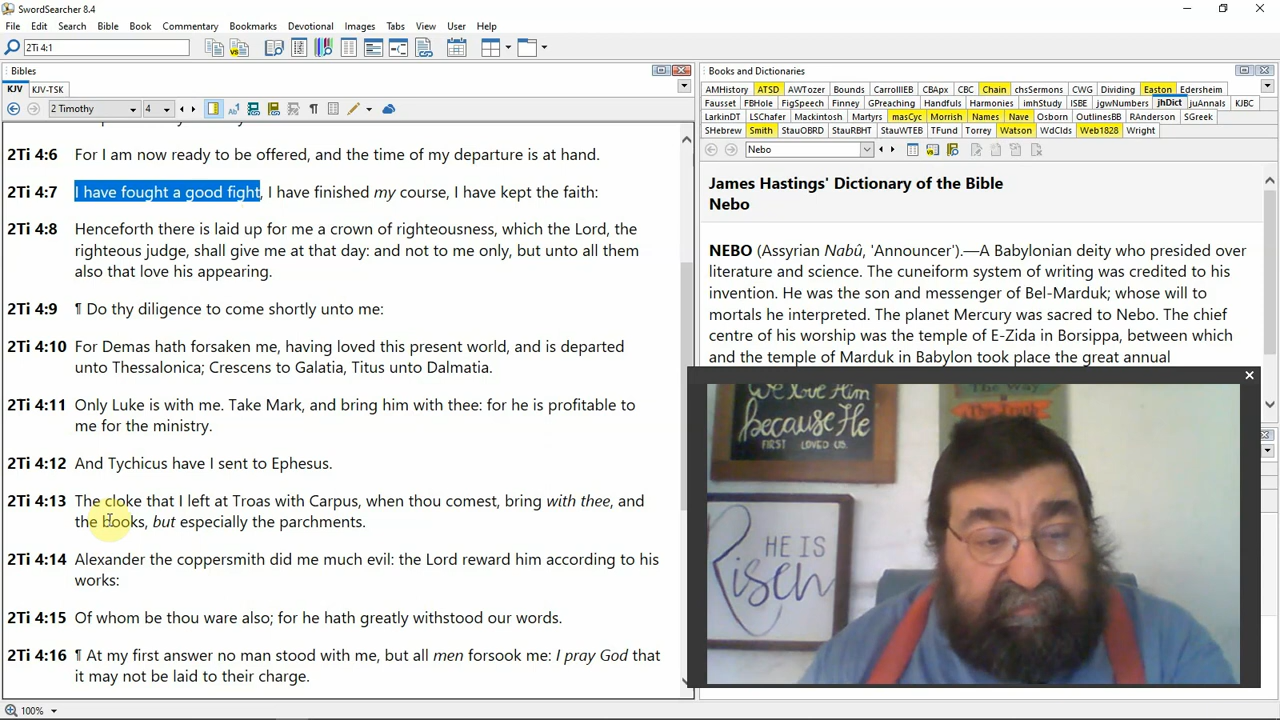 SwordSearcher 8.4
File Edit Search Bible Book Commentary Bookmarks Devotional Images Tabs View User Help
2Ti 4:1
Bibles
KJV KJV-TSK
2 Timothy 4
2Ti 4:6 For I am now ready to be offered, and the time of my departure is at hand.
2Ti 4:7 I have fought a good fight, I have finished my course, I have kept the faith:
2Ti 4:8 Henceforth there is laid up for me a crown of righteousness, which the Lord, the
righteous judge, shall give me at that day: and not to me only, but unto all them
also that love his appearing.
2Ti 4:9 ¶ Do thy diligence to come shortly unto me:
2Ti 4:10 For Demas hath forsaken me, having loved this present world, and is departed
unto Thessalonica; Crescens to Galatia, Titus unto Dalmatia.
2Ti 4:11 Only Luke is with me. Take Mark, and bring him with thee: for he is profitable to
me for the ministry.
2Ti 4:12 And Tychicus have I sent to Ephesus.
2Ti 4:13 The cloke that I left at Troas with Carpus, when thou comest, bring with thee, and
the books, but especially the parchments.
2Ti 4:14 Alexander the coppersmith did me much evil: the Lord reward him according to his
works:
2Ti 4:15 Of whom be thou ware also; for he hath greatly withstood our words.
2Ti 4:16 ¶ At my first answer no man stood with me, but all men forsook me: I pray God that
it may not be laid to their charge.
100%
Books and Dictionaries
AMHistory ATSD AWTozer Bounds CarrollEB CBApx CBC Chain chsSermons CWG Dividing Easton Edersheim
Fausset FBHole FigSpeech Finney GPreaching Handfuls Harmonies imhStudy ISBE jgwNumbers jhDict juAnnals KJBC
LarkinDT LSChafer Mackintosh Martyrs masCyc Morrish Names Nave Osborn OutlinesBB RAnderson SGreek
SHebrew Smith StauOBRD StauRBHT StauWTEB TFund Torrey Watson WdClds Web1828 Wright
Nebo
James Hastings' Dictionary of the Bible
Nebo
NEBO (Assyrian Nabû, 'Announcer').—A Babylonian deity who presided over
literature and science. The cuneiform system of writing was credited to his
invention. He was the son and messenger of Bel-Marduk; whose will to
mortals he interpreted. The planet Mercury was sacred to Nebo. The chief
centre of his worship was the temple of E-Zida in Borsippa, between which
and the temple of Marduk in Babylon took place the great annual
We love Him
because He
FIRST LOVED US.
The Way
The Truth
HE IS
Risen